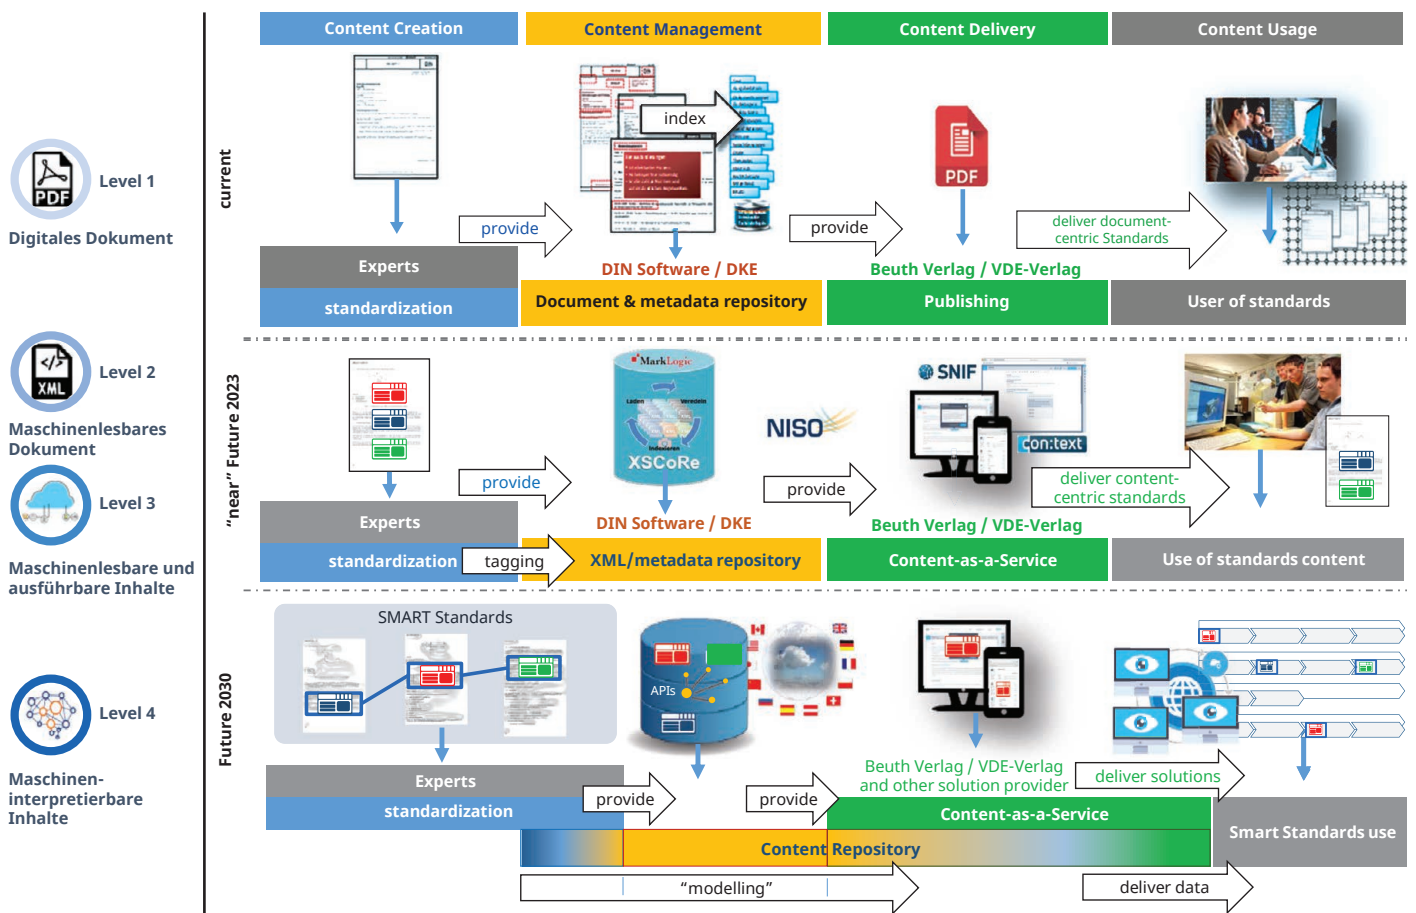 Content Creation
Content Management
Content Delivery
Content Usage
current
PDF
Level 1
Digitales Dokument
index
PDF
provide
provide
deliver document-
centric Standards
Experts
standardization
DIN Software / DKE
Document & metadata repository
Beuth Verlag / VDE-Verlag
Publishing
User of standards
XML
Level 2
Maschinenlesbares
Dokument
Level 3
Maschinenlesbare und
ausführbare Inhalte
“near” Future 2023
MarkLogic
Laden
Veredeln
Indexieren
XSCoRe
NISO
SNIF
con:text
provide
provide
deliver content-
centric standards
Experts
standardization
tagging
DIN Software / DKE
XML/metadata repository
Beuth Verlag / VDE-Verlag
Content-as-a-Service
Use of standards content
Level 4
Maschinen-
interpretierbare
Inhalte
Future 2030
SMART Standards
APIs
Experts
standardization
provide
provide
Beuth Verlag / VDE-Verlag
and other solution provider
deliver solutions
Content-as-a-Service
Content Repository
Smart Standards use
“modelling”
deliver data